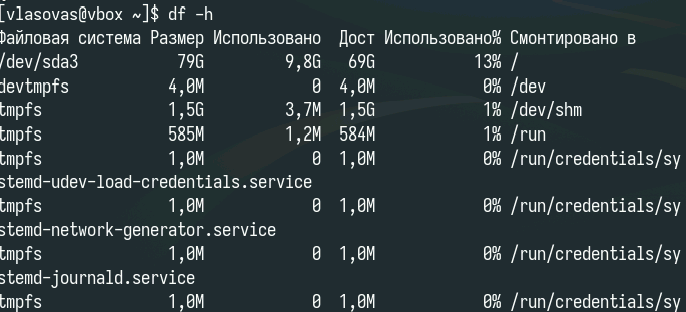 [vlasovas@vbox ~]$ df -h
Файловая система Размер Использовано  Дост Использовано% Смонтировано в
/dev/sda3           79G         9,8G   69G           13% /
devtmpfs           4,0M            0  4,0M            0% /dev
tmpfs              1,5G         3,7M  1,5G            1% /dev/shm
tmpfs              585M         1,2M  584M            1% /run
tmpfs              1,0M            0  1,0M            0% /run/credentials/sy
stemd-udev-load-credentials.service
tmpfs              1,0M            0  1,0M            0% /run/credentials/sy
stemd-network-generator.service
tmpfs              1,0M            0  1,0M            0% /run/credentials/sy
stemd-journald.service
tmpfs              1,0M            0  1,0M            0% /run/credentials/sy